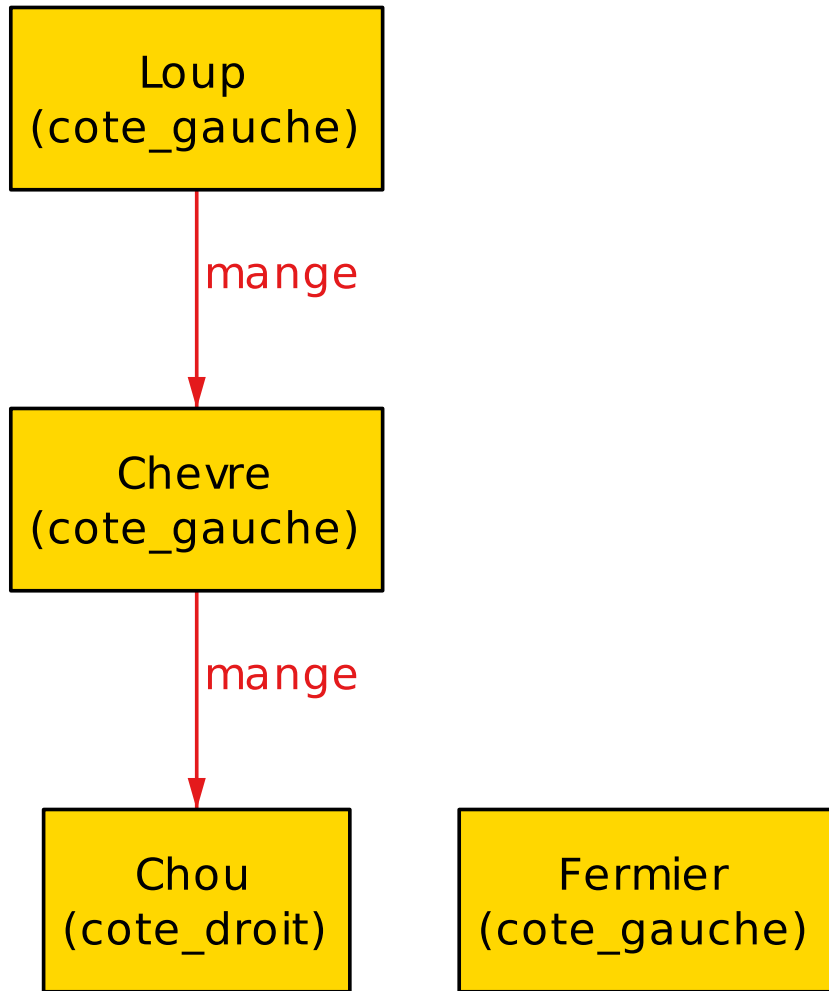 Loup
(cote_gauche)
mange
Chevre
(cote_gauche)
mange
Chou
(cote_droit)
Fermier
(cote_gauche)